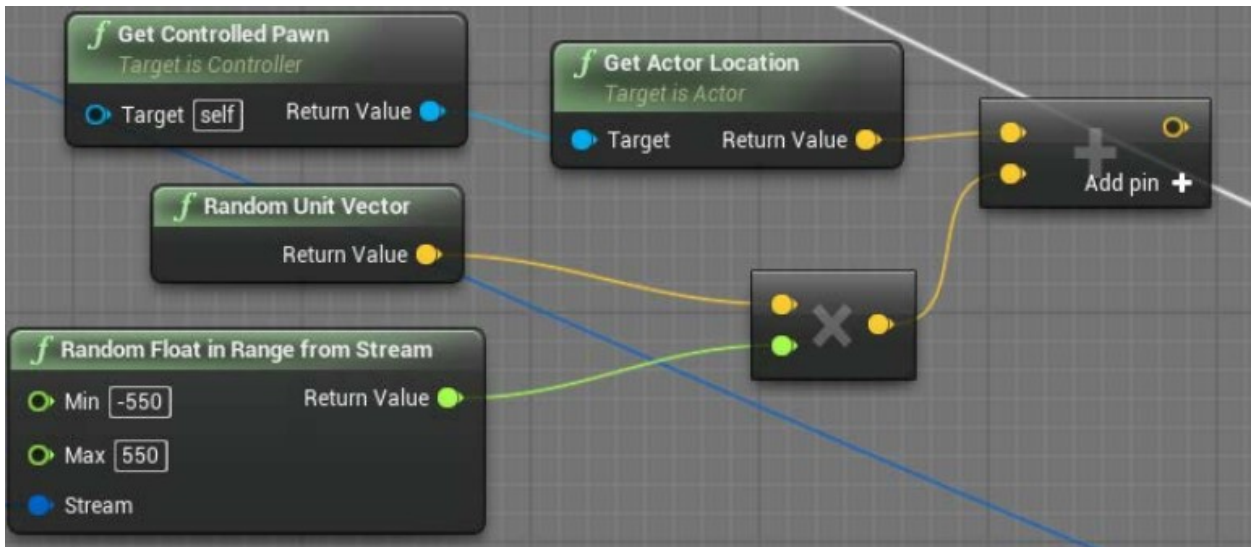 f Get Controlled Pawn
Target is Controller
Target self Return Value
f Get Actor Location
Target is Actor
Target Return Value
+
Add pin +
f Random Unit Vector
Return Value
×
f Random Float in Range from Stream
Min -550 Return Value
Max 550
Stream